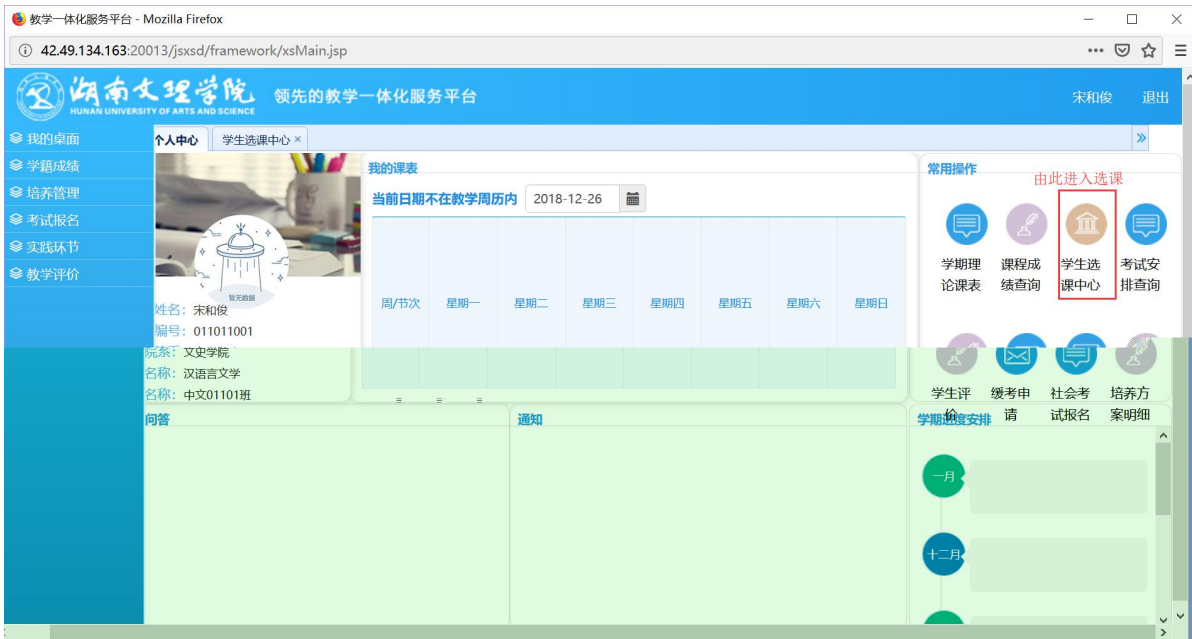 教学一体化服务平台 - Mozilla Firefox
42.49.134.163:20013/jsxsd/framework/xsMain.jsp
湖南文理学院
HUNAN UNIVERSITY OF ARTS AND SCIENCE
领先的教学一体化服务平台
宋和俊 退出
我的桌面
学籍成绩
培养管理
考试报名
实践环节
教学评价
个人中心 学生选课中心 ×
暂无数据
姓名：宋和俊
编号：011011001
院系：文史学院
名称：汉语言文学
名称：中文01101班
我的课表
当前日期不在教学周历内 2018-12-26
周/节次 星期一 星期二 星期三 星期四 星期五 星期六 星期日
常用操作
由此进入选课
学期理论课表
课程成绩查询
学生选课中心
考试安排查询
学生评价
缓考申请
社会考试报名
培养方案明细
问答
通知
学期进度安排
一月
十二月